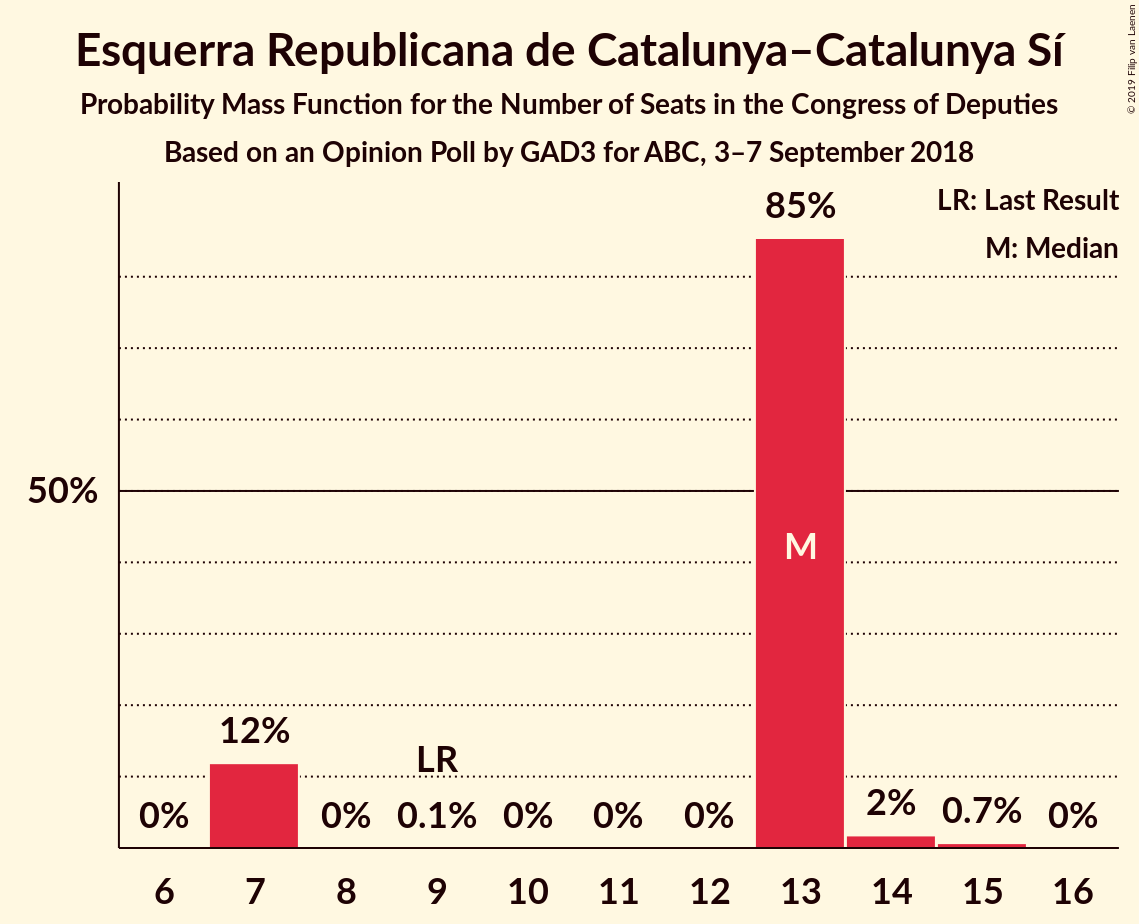 Esquerra Republicana de Catalunya–Catalunya Sí
Probability Mass Function for the Number of Seats in the Congress of Deputies
Based on an Opinion Poll by GAD3 for ABC, 3–7 September 2018
© 2019 Filip van Laenen
LR: Last Result
M: Median
85%
50%
M
12%
LR
0%
0%
0.1%
0%
0%
0%
2%
0.7%
0%
6 7 8 9 10 11 12 13 14 15 16